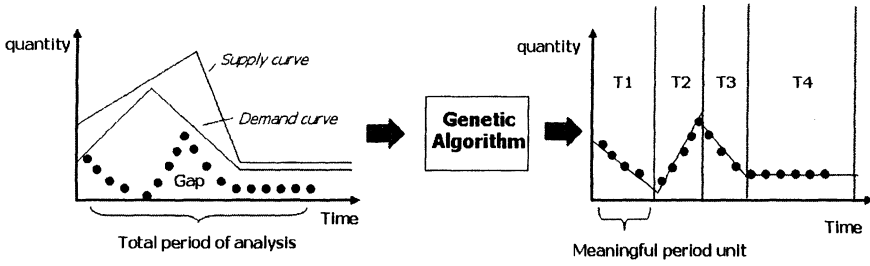 quantity
Supply curve
Demand curve
Gap
Time
Total period of analysis
Genetic
Algorithm
quantity
T1 T2 T3 T4
Time
Meaningful period unit